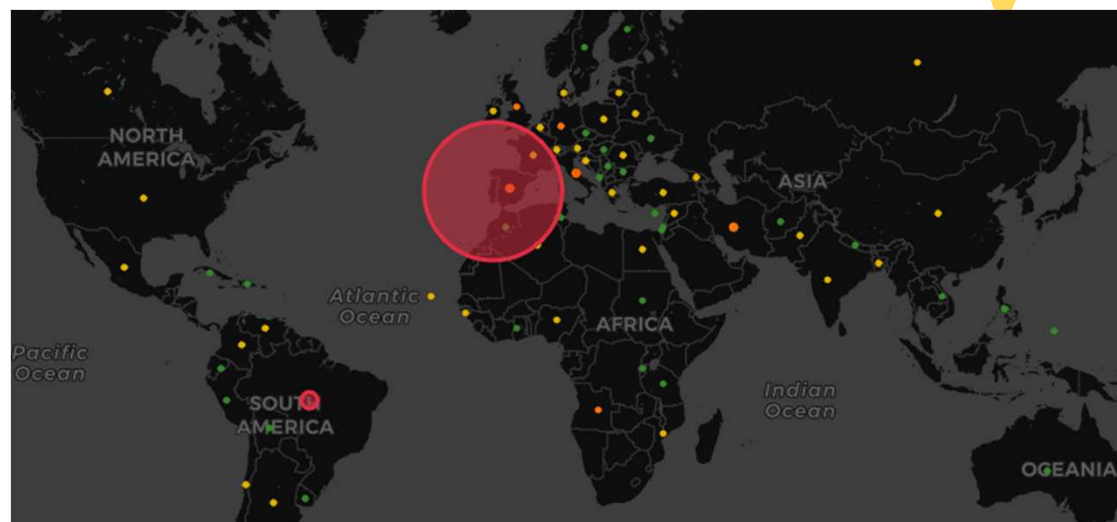 NORTH
AMERICA
ASIA
Atlantic
Ocean
AFRICA
Pacific
Ocean
Indian
Ocean
SOUTH
AMERICA
OCEANIA